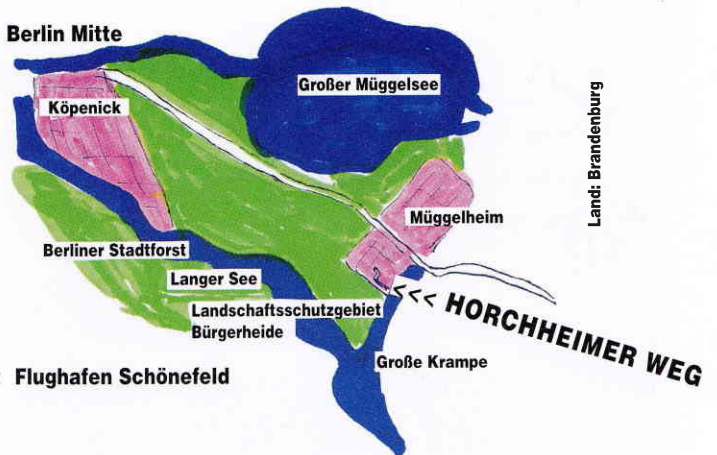 Berlin Mitte
Großer Müggelsee
Köpenick
Land: Brandenburg
Müggelheim
Berliner Stadtforst
Langer See
Landschaftsschutzgebiet
Bürgerheide
<<< HORCHHEIMER WEG
Große Krampe
Flughafen Schönefeld